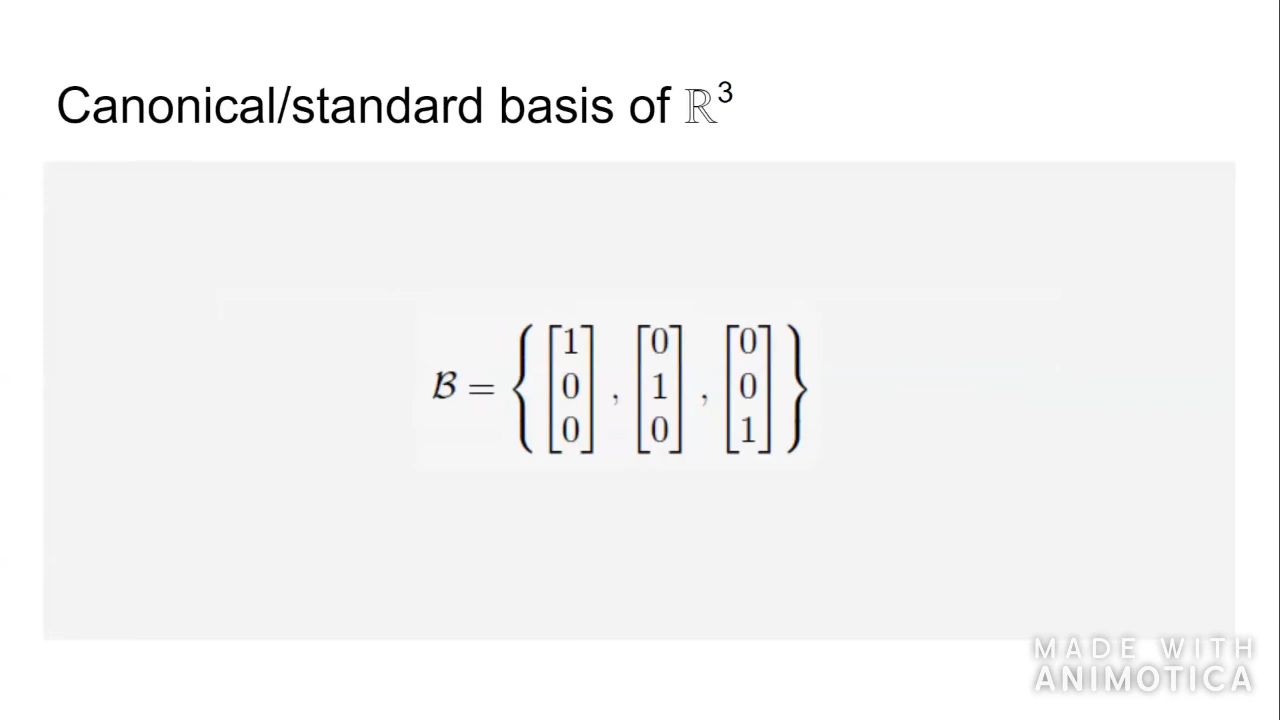 Canonical/standard basis of ℝ³
ℬ = { [1 0 0], [0 1 0], [0 0 1] }
MADE WITH
ANIMOTICA